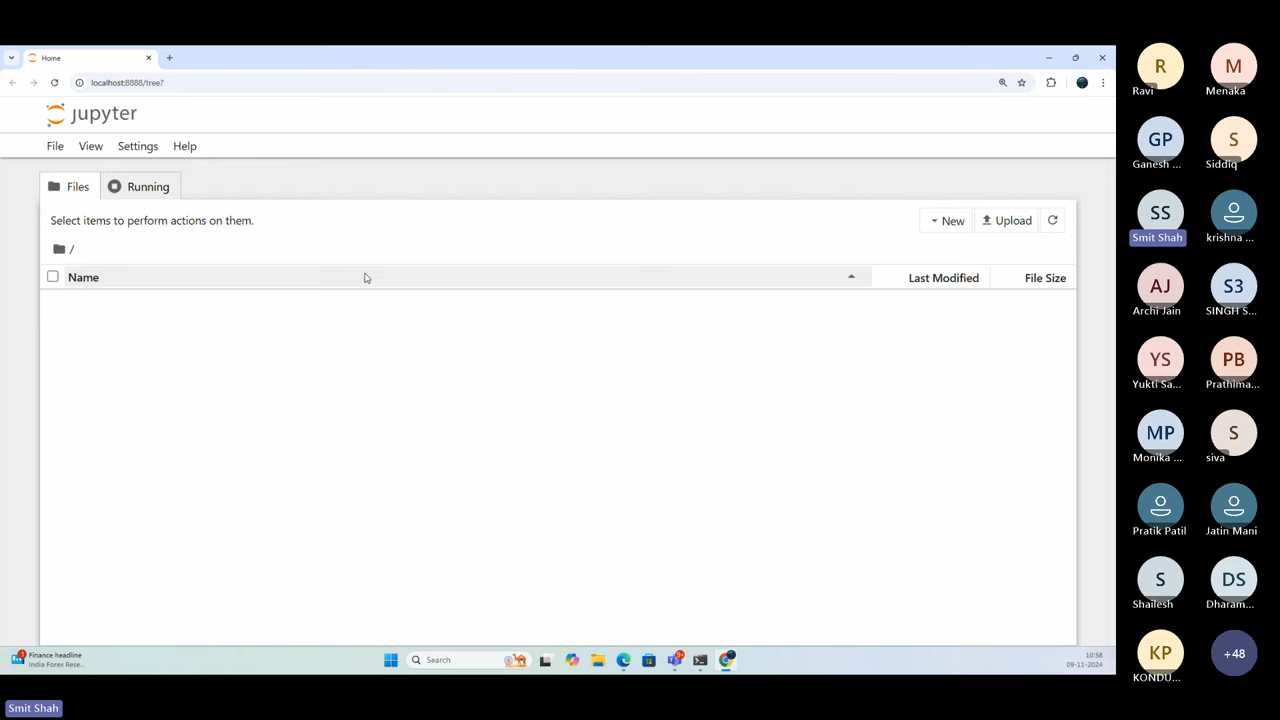 Home
localhost:8888/tree?
jupyter
File View Settings Help
Files Running
Select items to perform actions on them.
New Upload
/
Name Last Modified File Size
Finance headline
India Forex Rese...
1
Search
9+
10:58
09-11-2024
R M
Ravi Menaka
GP S
Ganesh ... Siddiq
SS
Smit Shah krishna ...
AJ S3
Archi Jain SINGH S...
YS PB
Yukti Sa... Prathima...
MP S
Monika ... siva
Pratik Patil Jatin Mani
S DS
Shailesh Dharam...
KP +48
KONDU...
Smit Shah